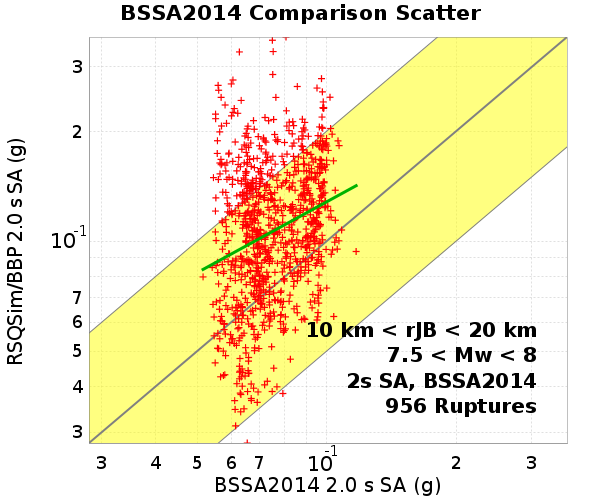 BSSA2014 Comparison Scatter
RSQSim/BBP 2.0 s SA (g)
3
2
10⁻¹
7
6
5
4
3
10 km < rJB < 20 km
7.5 < Mw < 8
2s SA, BSSA2014
956 Ruptures
3 4 5 6 7 10⁻¹ 2 3
BSSA2014 2.0 s SA (g)